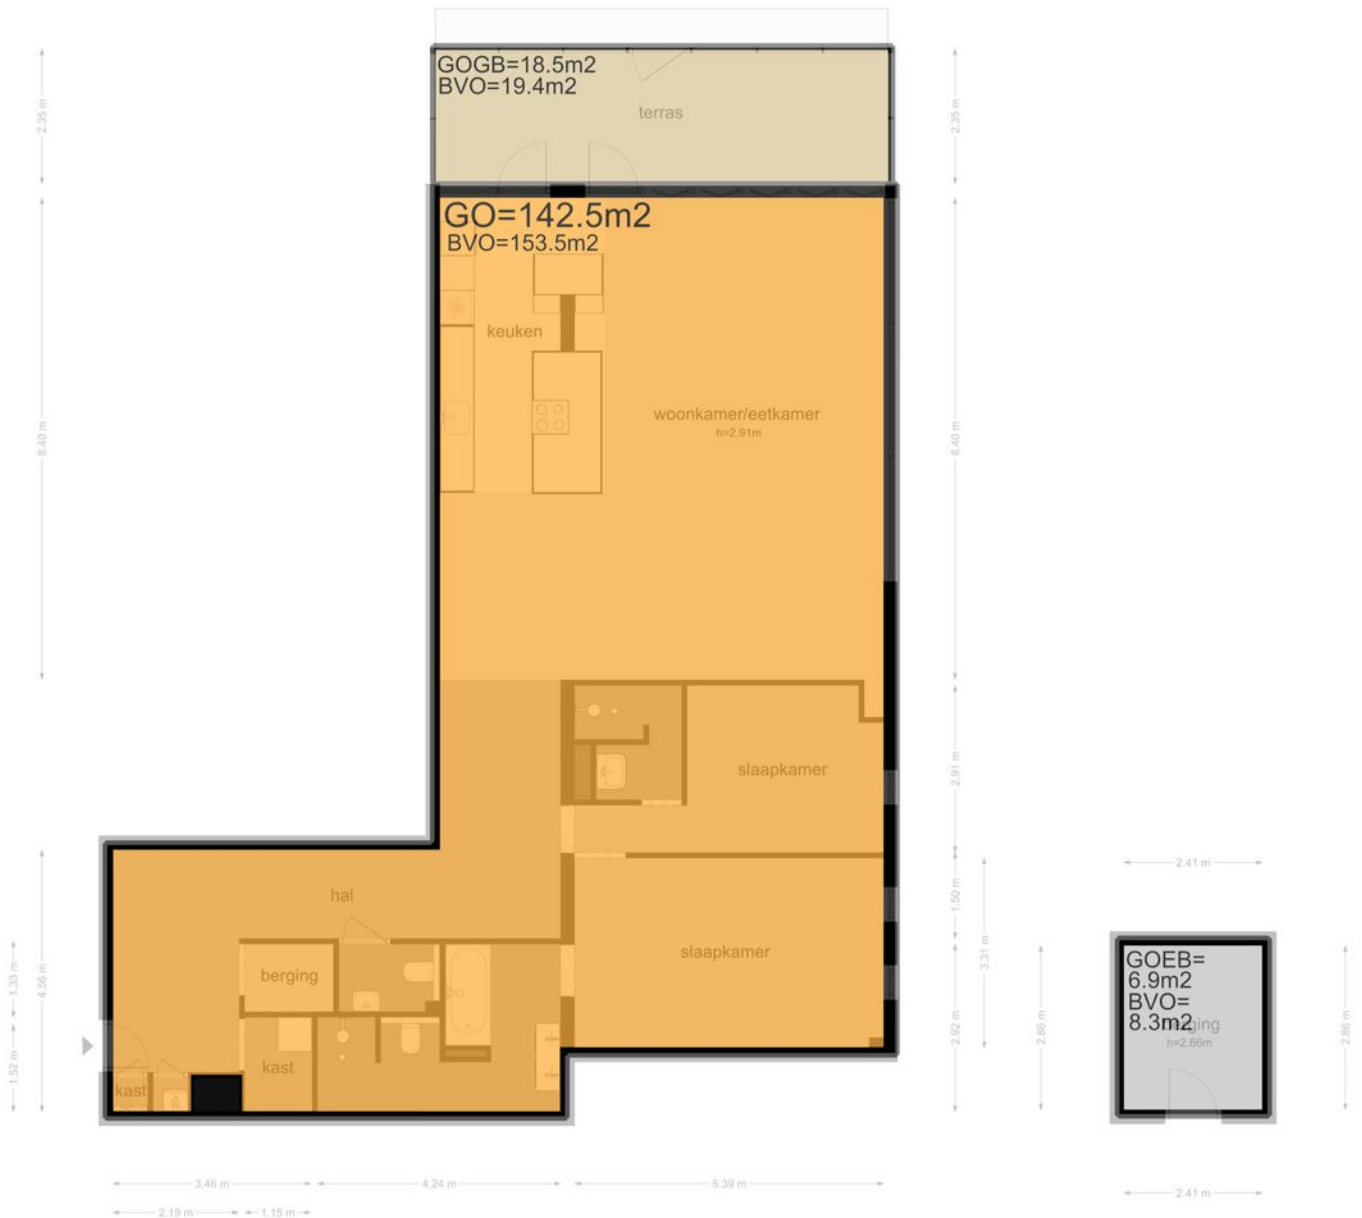 GOGB=18.5m2
BVO=19.4m2
terras
2.35 m
2.35 m
GO=142.5m2
BVO=153.5m2
keuken
woonkamer/eetkamer
h=2.91m
8.40 m
8.40 m
slaapkamer
2.91 m
hal
slaapkamer
berging
kast
kast
1.33 m
4.56 m
1.52 m
1.50 m
3.31 m
2.92 m
2.41 m
GOEB=
6.9m2
BVO=
8.3m2
berging
h=2.66m
2.86 m
2.86 m
3.46 m
4.24 m
5.39 m
2.41 m
2.19 m
1.15 m